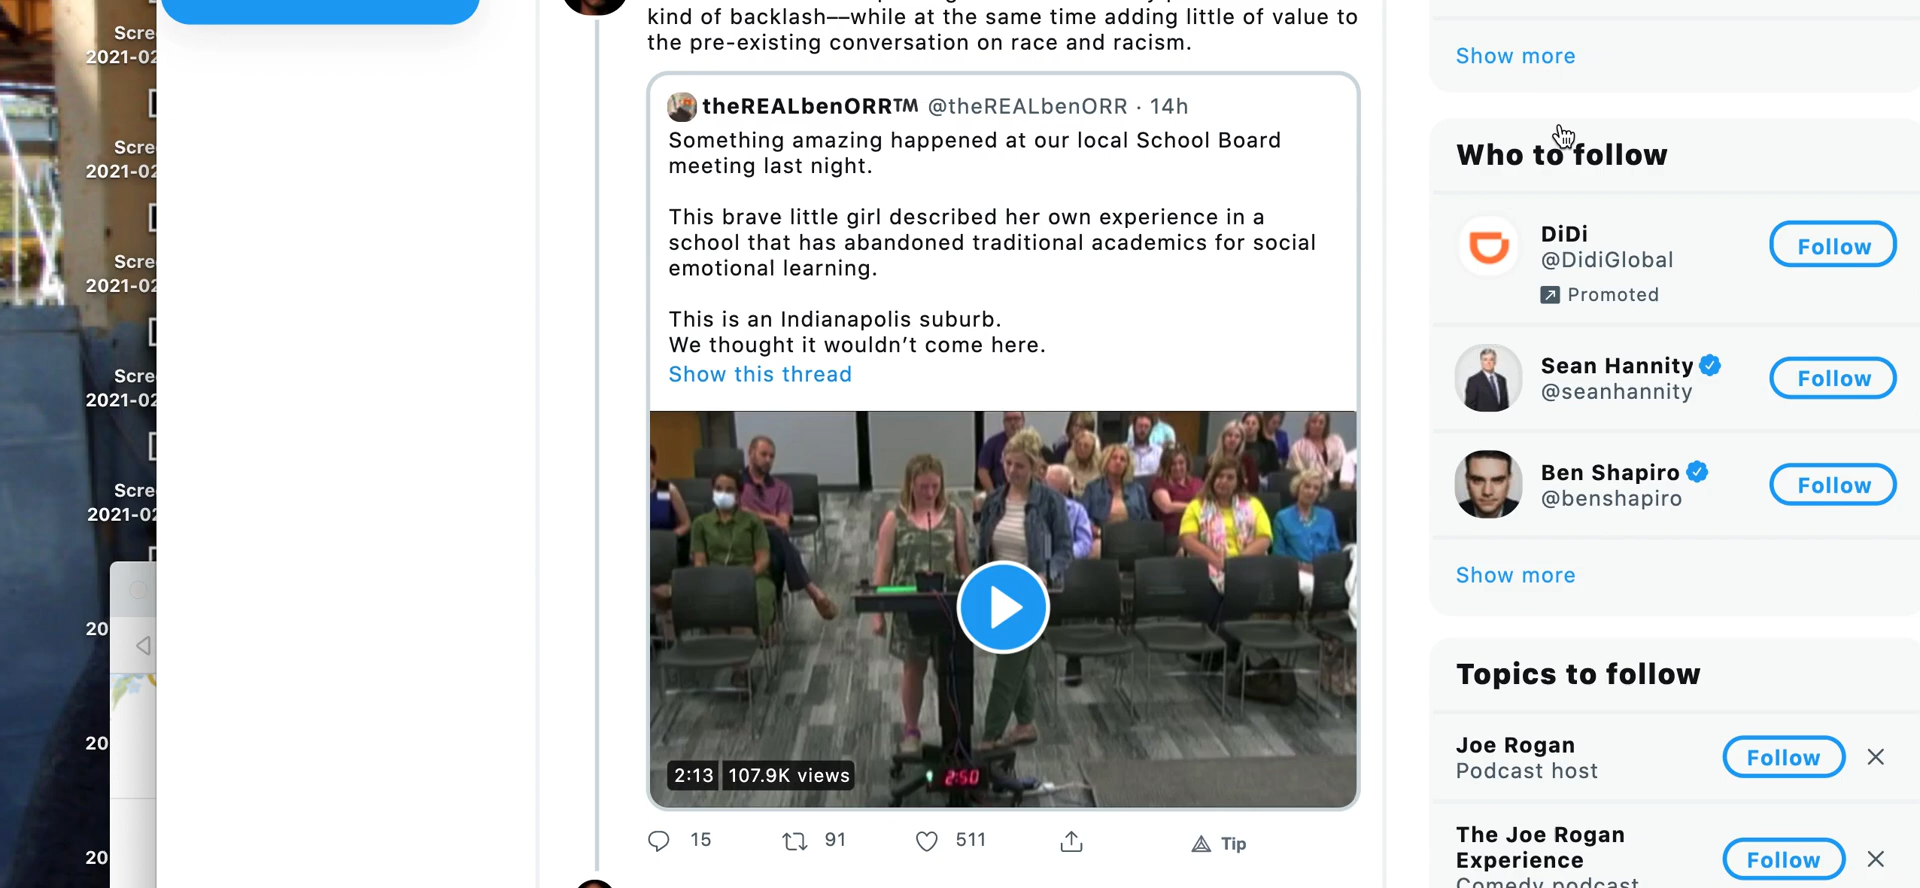 Scre
2021-02
Scre
2021-02
Scre
2021-02
Scre
2021-02
Scre
2021-02
20
20
20
kind of backlash––while at the same time adding little of value to
the pre-existing conversation on race and racism.
theREALbenORR™ @theREALbenORR · 14h
Something amazing happened at our local School Board
meeting last night.
This brave little girl described her own experience in a
school that has abandoned traditional academics for social
emotional learning.
This is an Indianapolis suburb.
We thought it wouldn’t come here.
Show this thread
2:50
2:13 107.9K views
15 91 511 Tip
Show more
Who to follow
DiDi
@DidiGlobal
Promoted
Follow
Sean Hannity
@seanhannity
Follow
Ben Shapiro
@benshapiro
Follow
Show more
Topics to follow
Joe Rogan
Podcast host
Follow
The Joe Rogan
Experience
Comedy podcast
Follow